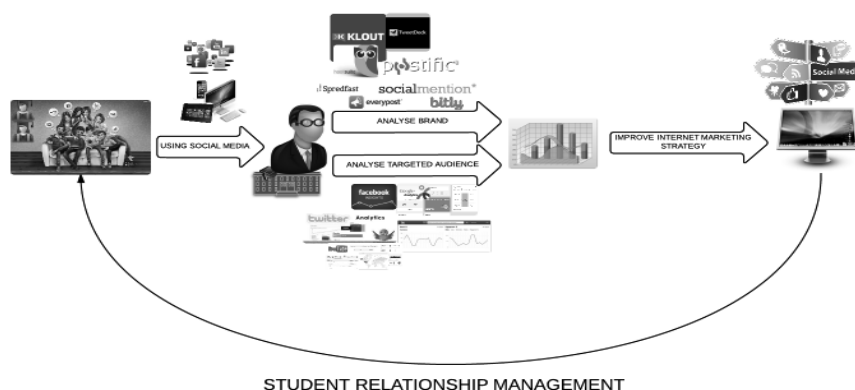 KLOUT
TweetDeck
postific
Spredfast
socialmention*
everypost
bitly
ANALYSE BRAND
USING SOCIAL MEDIA
ANALYSE TARGETED AUDIENCE
IMPROVE INTERNET MARKETING
STRATEGY
Social Med
facebook
twitter
Analytics
STUDENT RELATIONSHIP MANAGEMENT